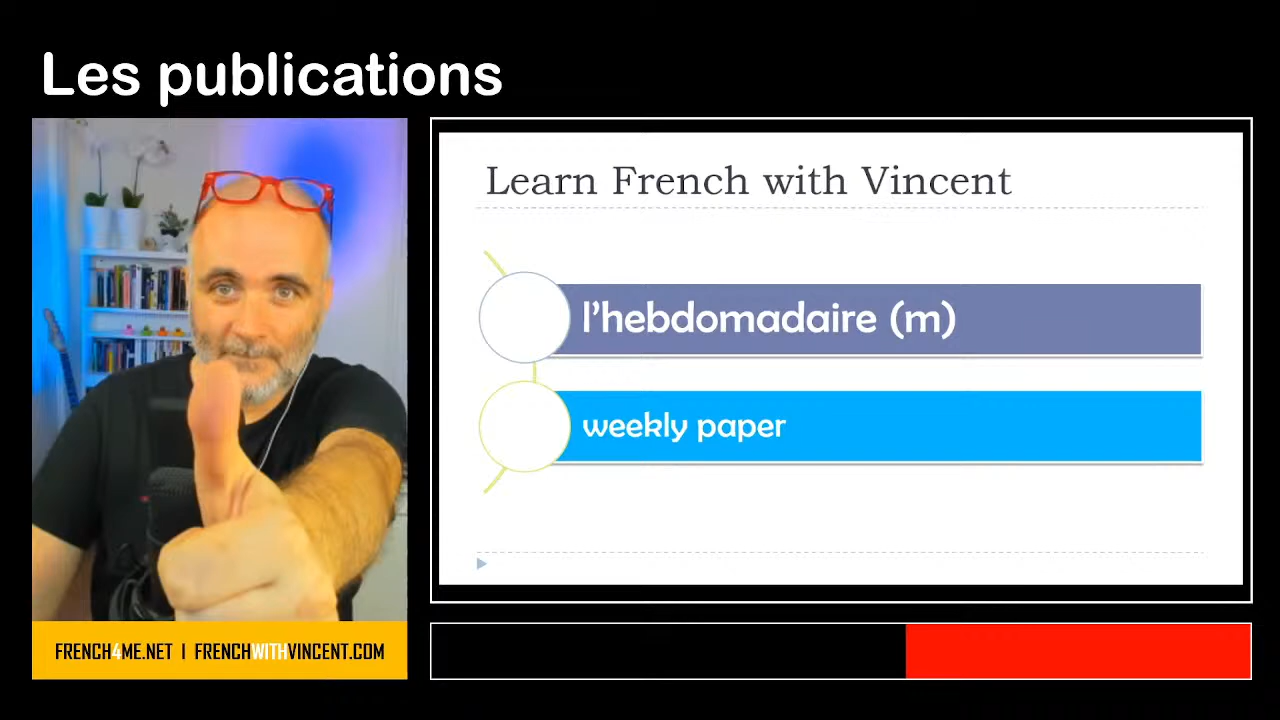 Les publications
Learn French with Vincent
l'hebdomadaire (m)
weekly paper
FRENCH4ME.NET I FRENCHWITHVINCENT.COM